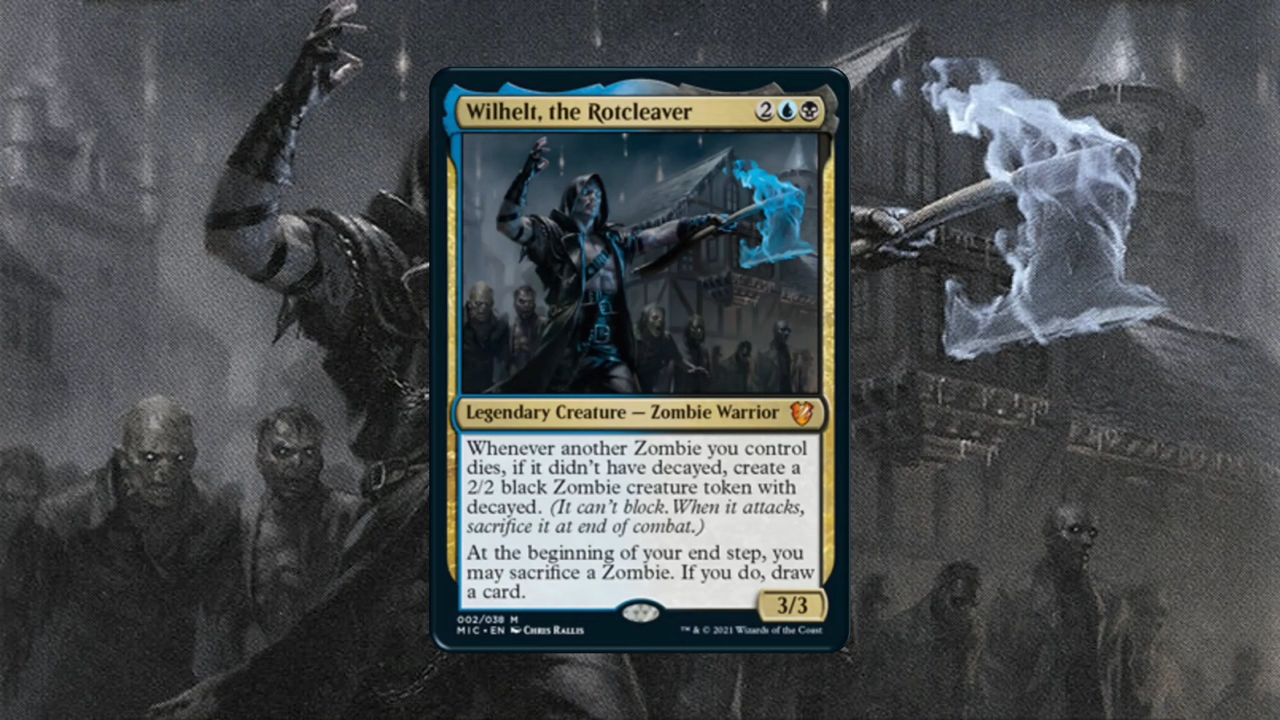 Wilhelt, the Rotcleaver 2
Legendary Creature — Zombie Warrior
Whenever another Zombie you control
dies, if it didn't have decayed, create a
2/2 black Zombie creature token with
decayed. (It can't block. When it attacks,
sacrifice it at end of combat.)
At the beginning of your end step, you
may sacrifice a Zombie. If you do, draw
a card.
3/3
002/038 M
MIC • EN Chris Rallis ™ & © 2021 Wizards of the Coast